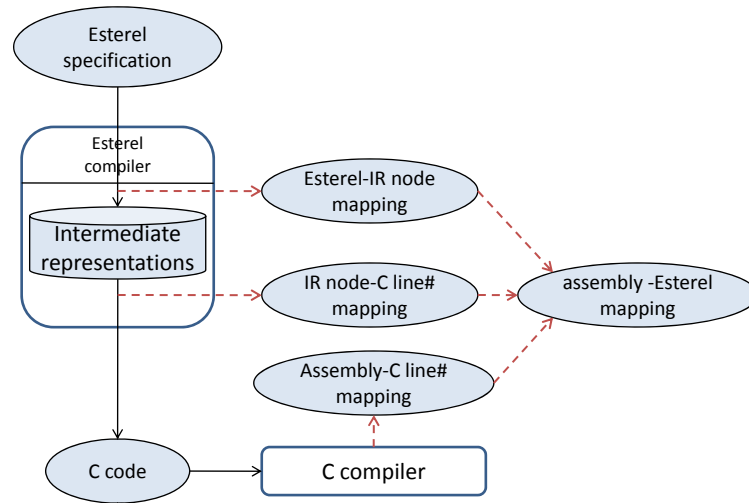 Esterel
specification
Esterel
compiler
Esterel-IR node
mapping
Intermediate
representations
IR node-C line#
mapping
assembly -Esterel
mapping
Assembly-C line#
mapping
C code
C compiler